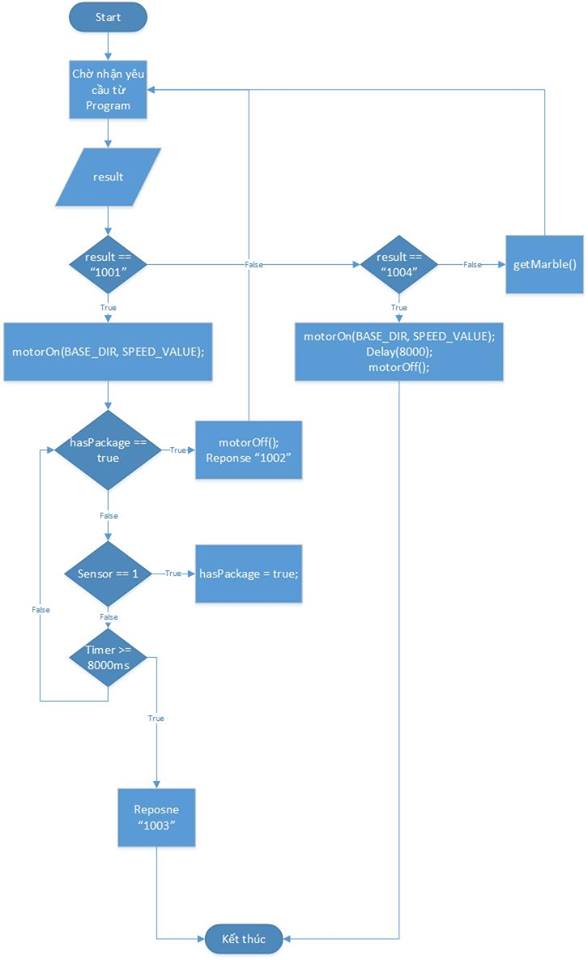 Start
Chờ nhận yêu
cầu từ
Program
result
result ==
“1001”
False
result ==
“1004”
False
getMarble()
True
True
motorOn(BASE_DIR, SPEED_VALUE);
motorOn(BASE_DIR, SPEED_VALUE);
Delay(8000);
motorOff();
hasPackage ==
true
True
motorOff();
Reponse “1002”
False
Sensor == 1
True
hasPackage = true;
False
False
Timer >=
8000ms
True
Reposne
“1003”
Kết thúc